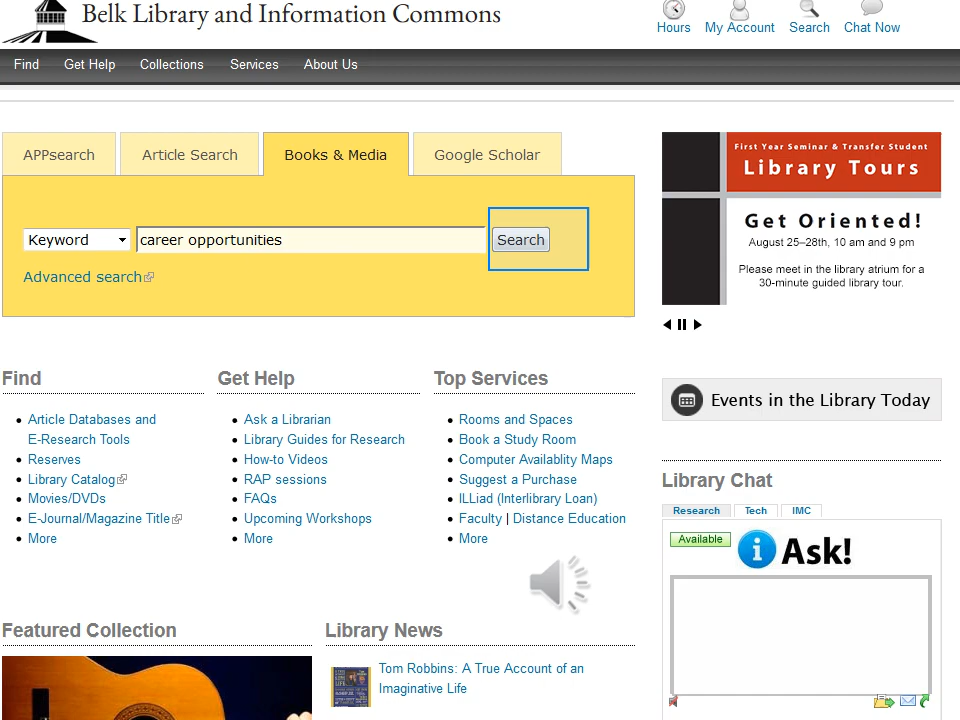 Belk Library and Information Commons
Hours My Account Search Chat Now
Find Get Help Collections Services About Us
APPsearch Article Search Books & Media Google Scholar
Keyword career opportunities Search
Advanced search
First Year Seminar & Transfer Student
Library Tours
Get Oriented!
August 25–28th, 10 am and 9 pm
Please meet in the library atrium for a
30-minute guided library tour.
Find
Article Databases and
E-Research Tools
Reserves
Library Catalog
Movies/DVDs
E-Journal/Magazine Title
More
Get Help
Ask a Librarian
Library Guides for Research
How-to Videos
RAP sessions
FAQs
Upcoming Workshops
More
Top Services
Rooms and Spaces
Book a Study Room
Computer Availablity Maps
Suggest a Purchase
ILLiad (Interlibrary Loan)
Faculty | Distance Education
More
Events in the Library Today
Library Chat
Research Tech IMC
Available
Ask!
Featured Collection
Library News
Tom Robbins: A True Account of an
Imaginative Life